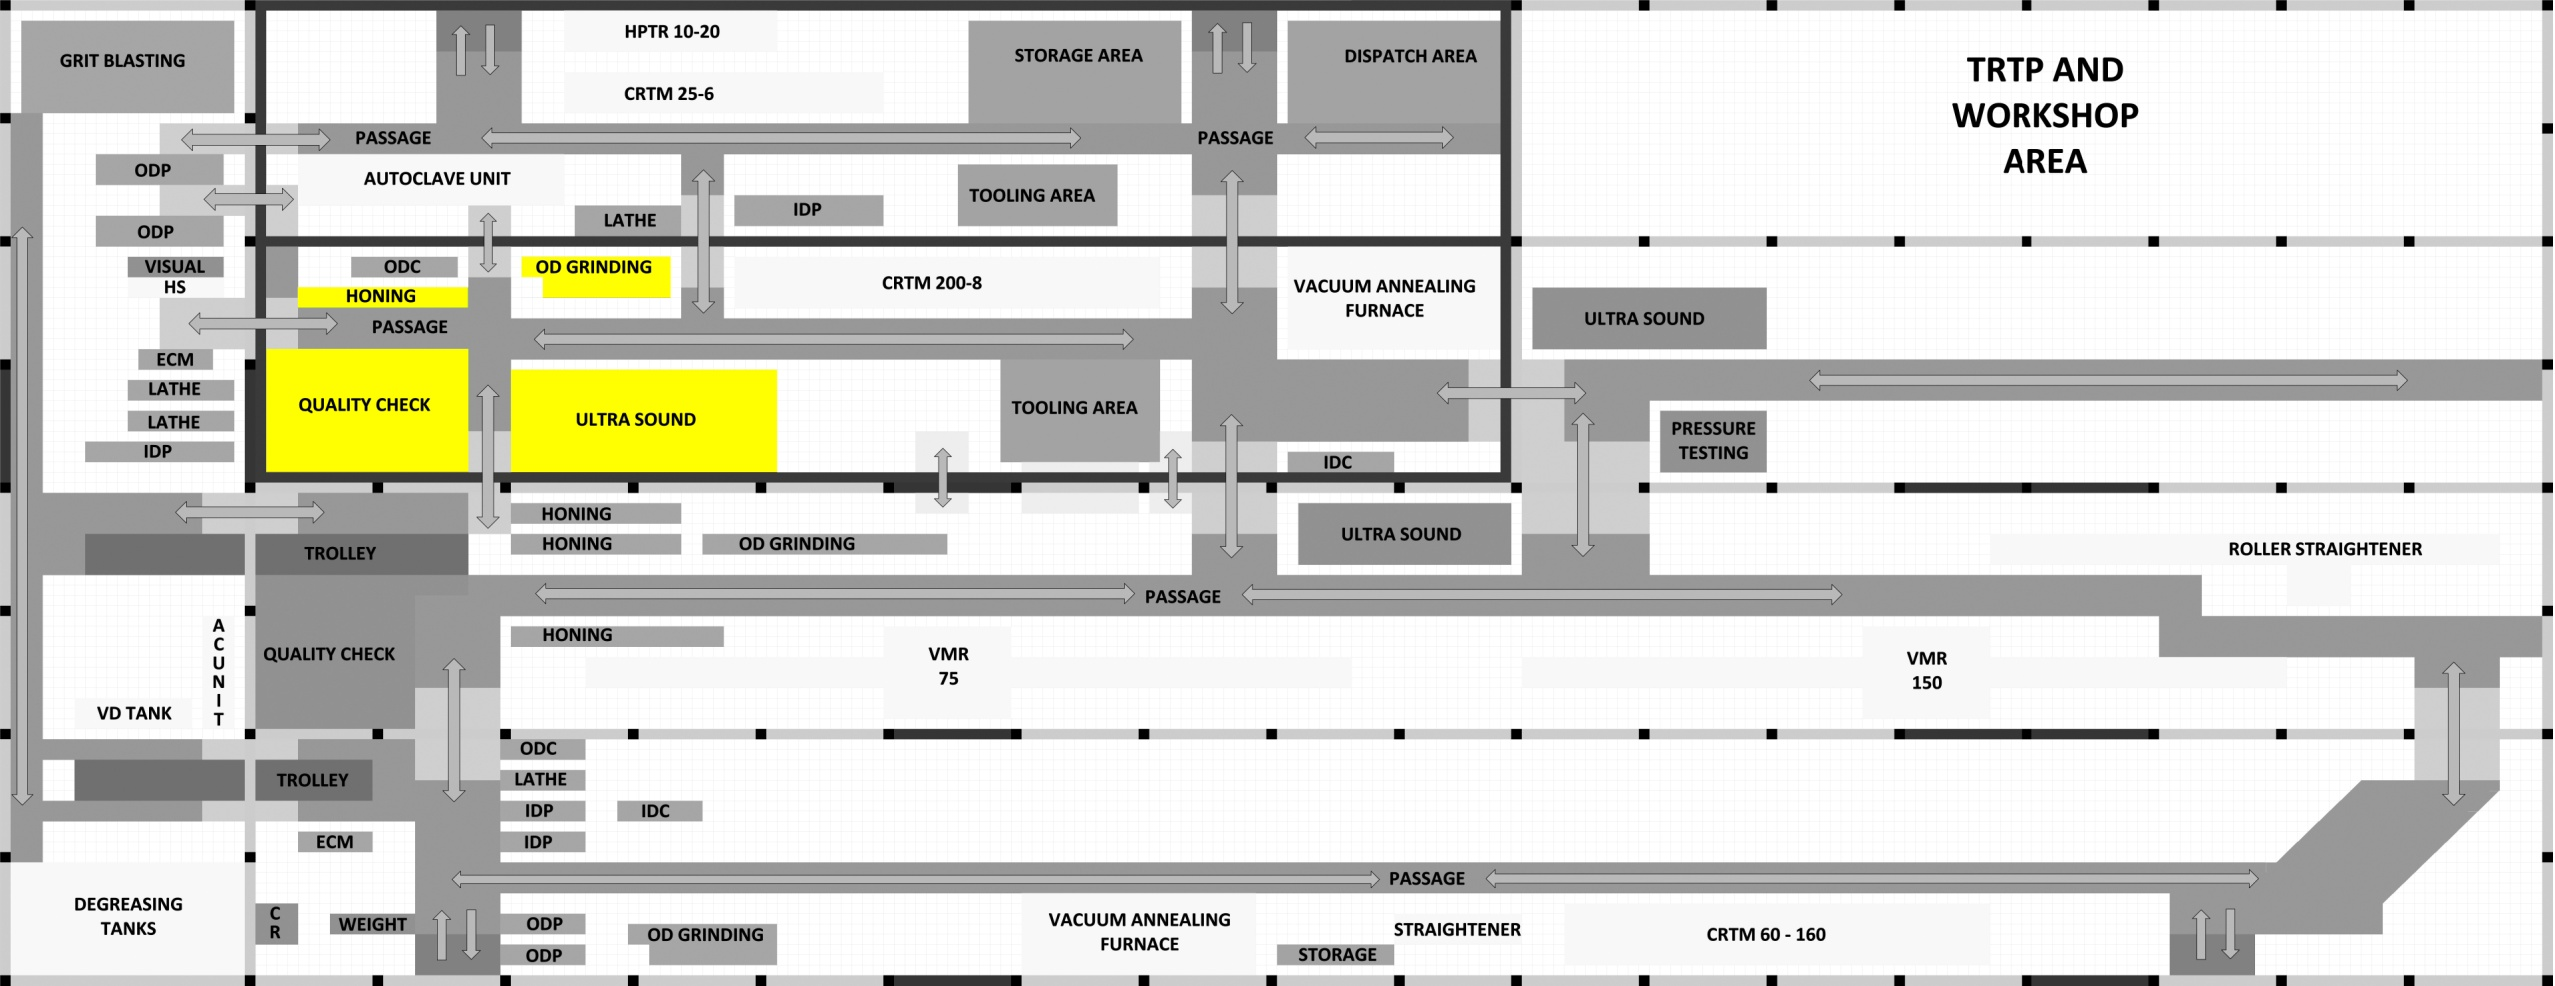 HPTR 10-20
GRIT BLASTING
STORAGE AREA
DISPATCH AREA
TRTP AND
WORKSHOP
AREA
CRTM 25-6
PASSAGE
PASSAGE
ODP
AUTOCLAVE UNIT
TOOLING AREA
IDP
LATHE
ODP
VISUAL
HS
ODC
OD GRINDING
CRTM 200-8
VACUUM ANNEALING
FURNACE
HONING
ULTRA SOUND
PASSAGE
ECM
LATHE
QUALITY CHECK
TOOLING AREA
ULTRA SOUND
LATHE
PRESSURE
TESTING
IDP
IDC
HONING
ULTRA SOUND
HONING
OD GRINDING
TROLLEY
ROLLER STRAIGHTENER
PASSAGE
HONING
A
C
U
N
I
T
QUALITY CHECK
VMR
75
VMR
150
VD TANK
ODC
TROLLEY
LATHE
IDP
IDC
ECM
IDP
PASSAGE
DEGREASING
TANKS
C
R
WEIGHT
ODP
OD GRINDING
VACUUM ANNEALING
FURNACE
STRAIGHTENER
CRTM 60 - 160
ODP
STORAGE